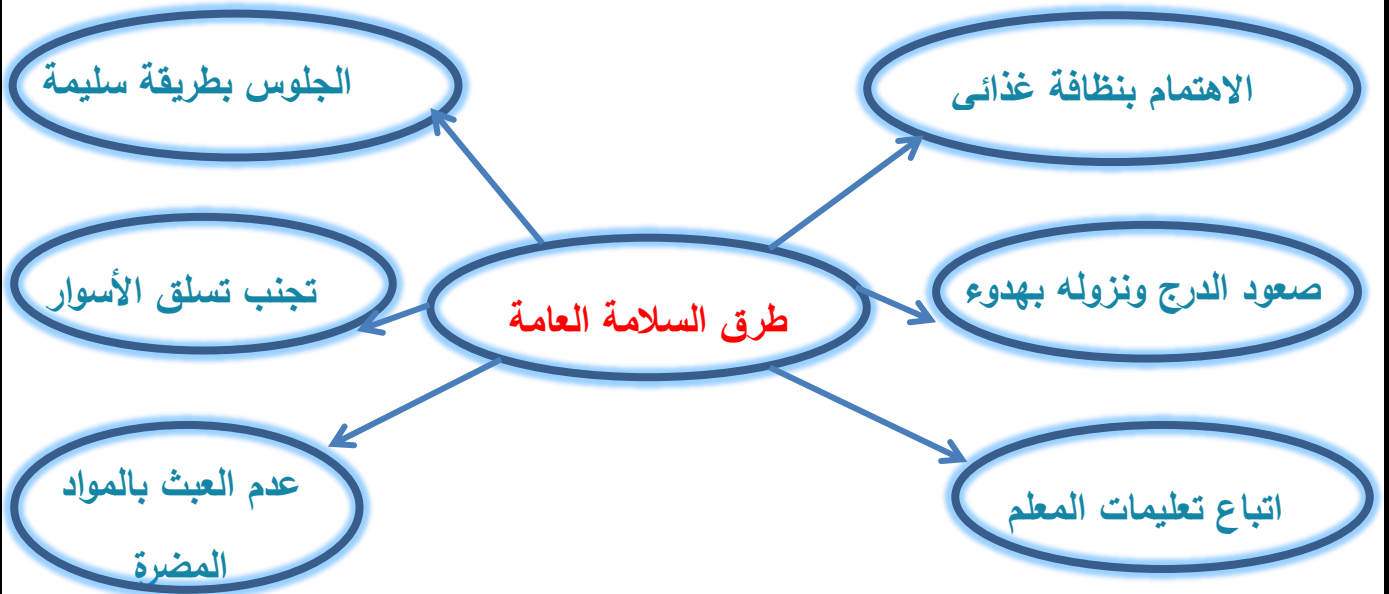 الاهتمام بنظافة غذائى
الجلوس بطريقة سليمة
صعود الدرج ونزوله بهدوء
تجنب تسلق الأسوار
طرق السلامة العامة
اتباع تعليمات المعلم
عدم العبث بالمواد
المضرة